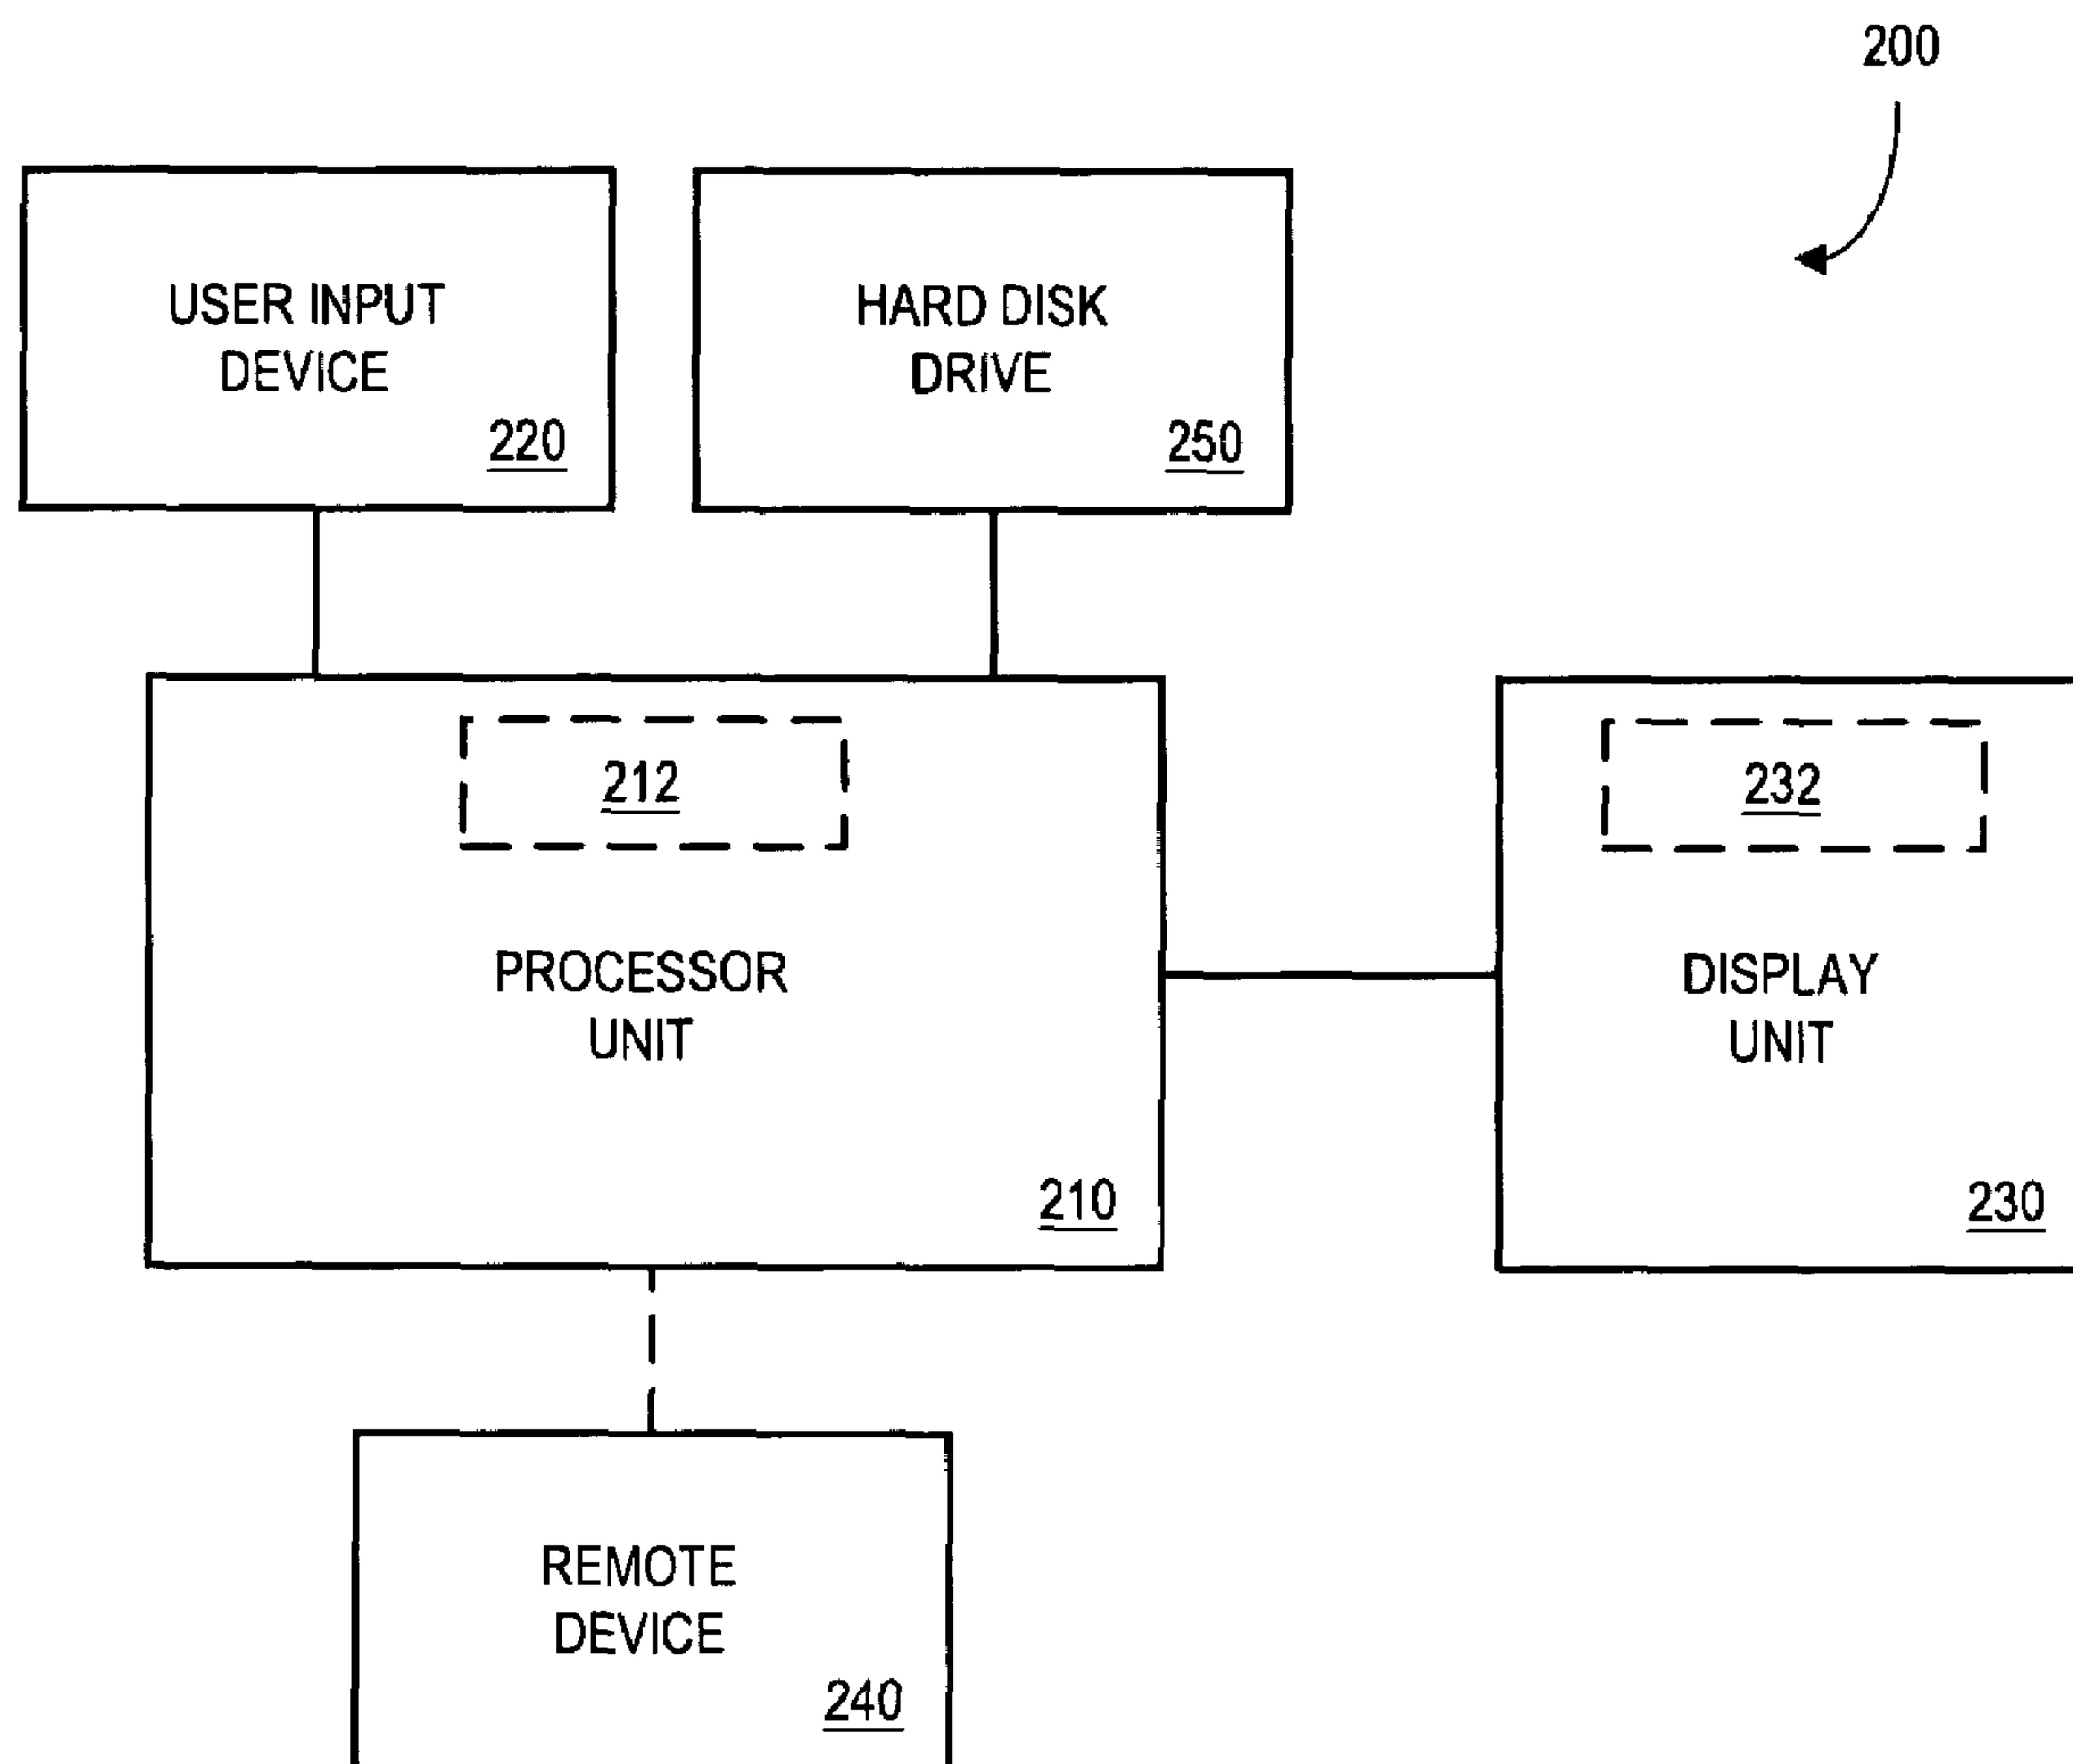 200
USER INPUT
DEVICE
220
HARD DISK
DRIVE
250
212
PROCESSOR
UNIT
210
232
DISPLAY
UNIT
230
REMOTE
DEVICE
240